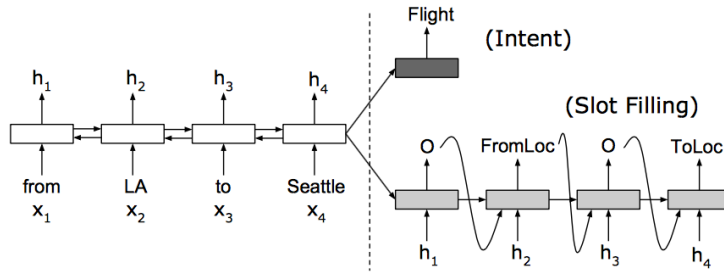 Flight
(Intent)
h1 h2 h3 h4
(Slot Filling)
O FromLoc O ToLoc
from LA to Seattle
x1 x2 x3 x4
h1 h2 h3 h4